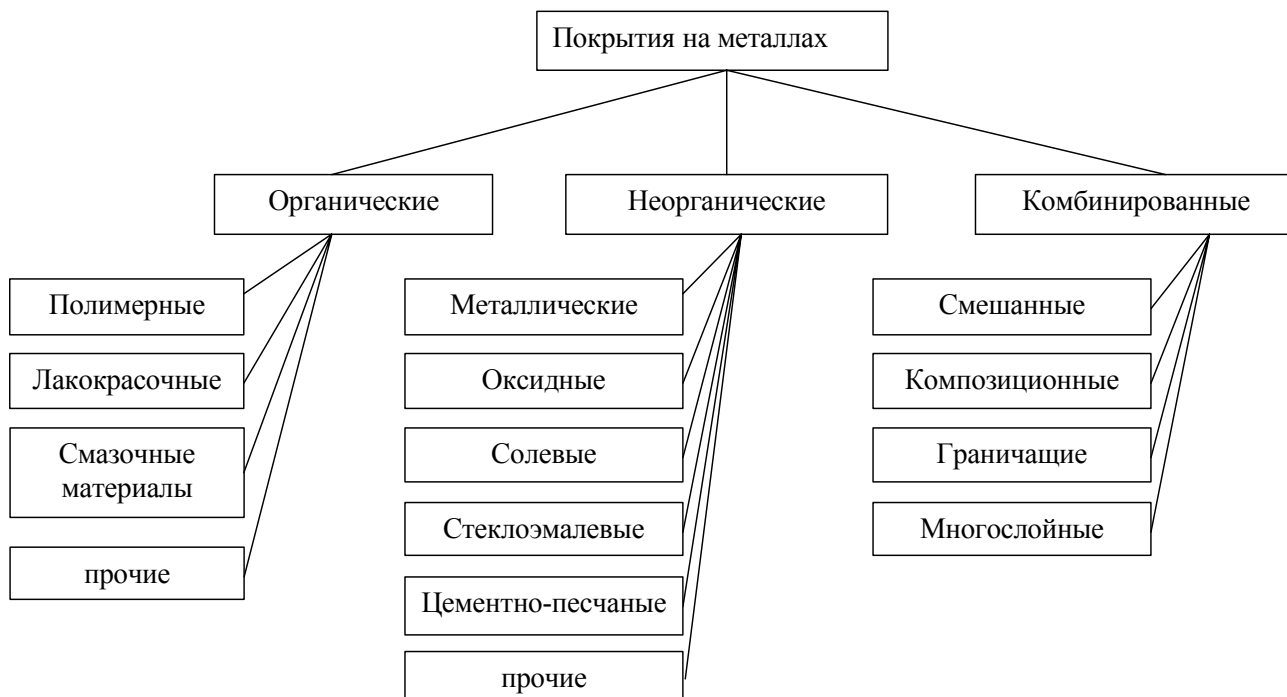 Покрытия на металлах
Органические
Неорганические
Комбинированные
Полимерные
Лакокрасочные
Смазочные
материалы
прочие
Металлические
Оксидные
Солевые
Стеклоэмалевые
Цементно-песчаные
прочие
Смешанные
Композиционные
Граничащие
Многослойные